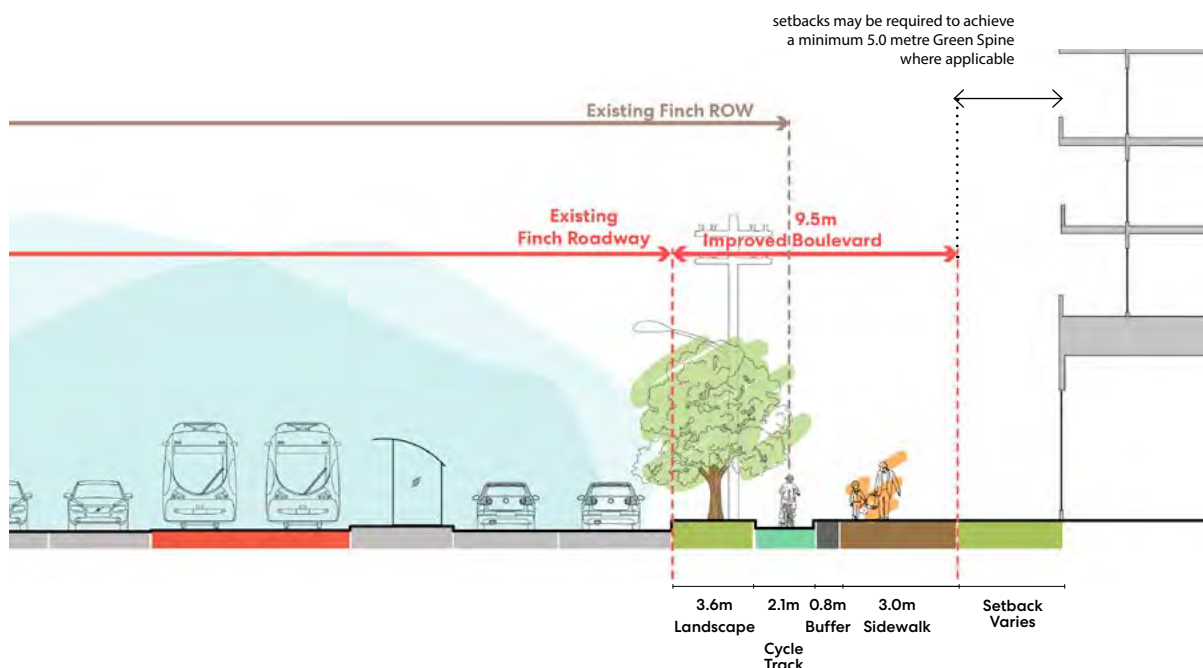 setbacks may be required to achieve
a minimum 5.0 metre Green Spine
where applicable
Existing Finch ROW
Existing
Finch Roadway
9.5m
Improved Boulevard
3.6m
Landscape
2.1m
Cycle
Track
0.8m
Buffer
3.0m
Sidewalk
Setback
Varies